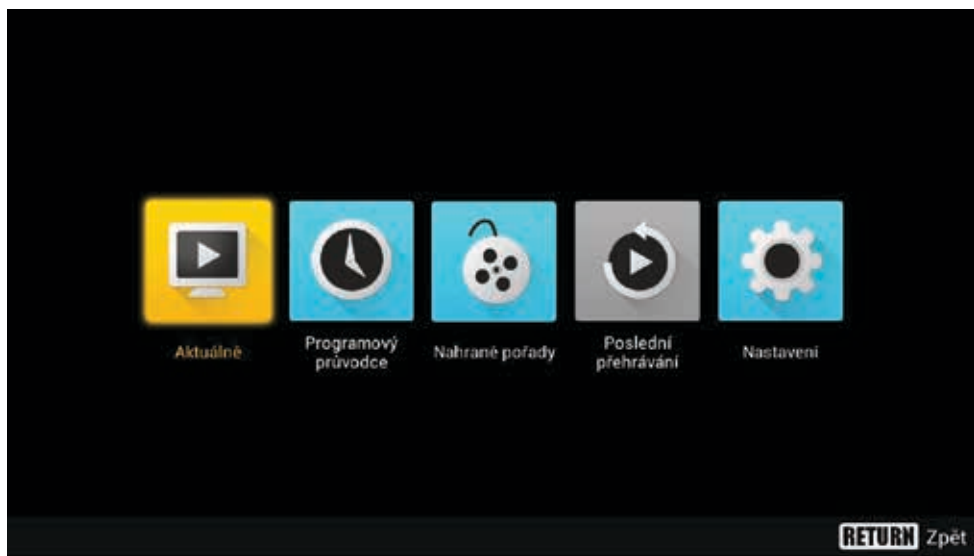 Aktuálně
Programový
průvodce
Nahrané pořady
Poslední
přehrávání
Nastavení
RETURN Zpět